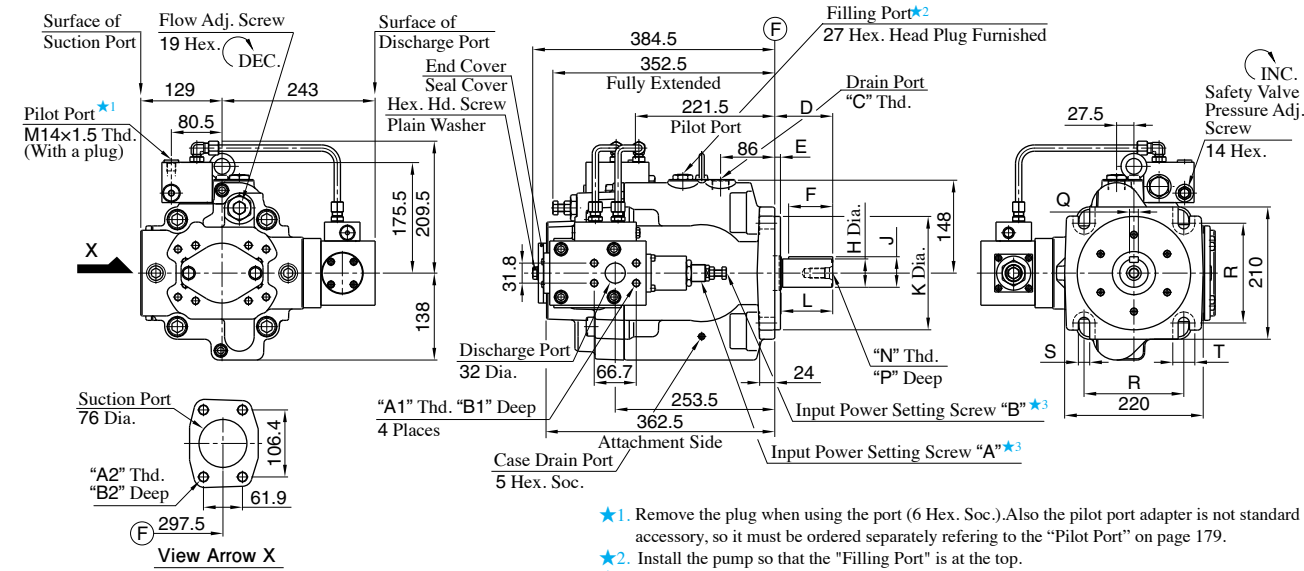 Surface of
Suction Port
Flow Adj. Screw
19 Hex.
DEC.
Surface of
Discharge Port
129
243
Pilot Port★1
M14×1.5 Thd.
(With a plug)
80.5
175.5
209.5
138
X
End Cover
Seal Cover
Hex. Hd. Screw
Plain Washer
384.5
352.5
Fully Extended
221.5
Pilot Port
Filling Port★2
27 Hex. Head Plug Furnished
F
Drain Port
"C" Thd.
D
86
E
F
H Dia.
J
K Dia.
L
148
31.8
Discharge Port
32 Dia.
66.7
"A1" Thd. "B1" Deep
4 Places
24
253.5
362.5
Attachment Side
Case Drain Port
5 Hex. Soc.
"N" Thd.
"P" Deep
Input Power Setting Screw "B"★3
Input Power Setting Screw "A"★3
INC.
Safety Valve
Pressure Adj.
Screw
14 Hex.
27.5
Q
R
210
S
T
R
220
Suction Port
76 Dia.
106.4
"A2" Thd.
"B2" Deep
61.9
F
297.5
View Arrow X
★1. Remove the plug when using the port (6 Hex. Soc.).Also the pilot port adapter is not standard
accessory, so it must be ordered separately refering to the "Pilot Port" on page 179.
★2. Install the pump so that the "Filling Port" is at the top.